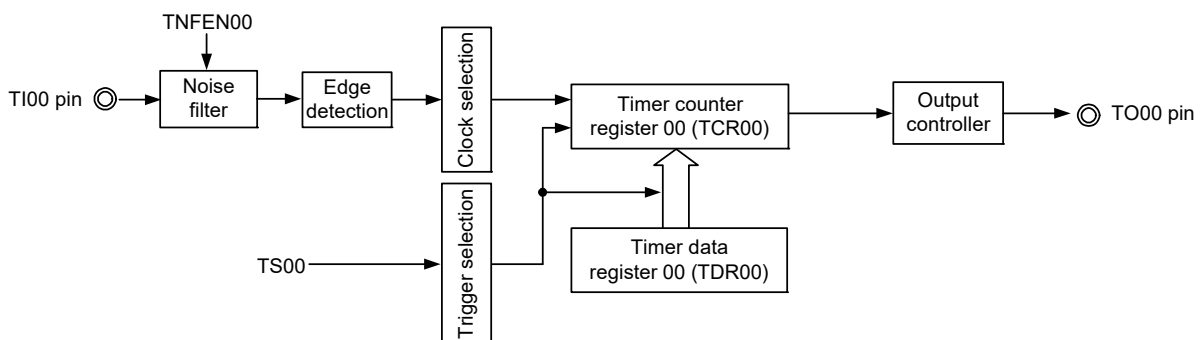 TNFEN00
TI00 pin
Noise
filter
Edge
detection
Clock selection
Timer counter
register 00 (TCR00)
Output
controller
TO00 pin
TS00
Trigger selection
Timer data
register 00 (TDR00)